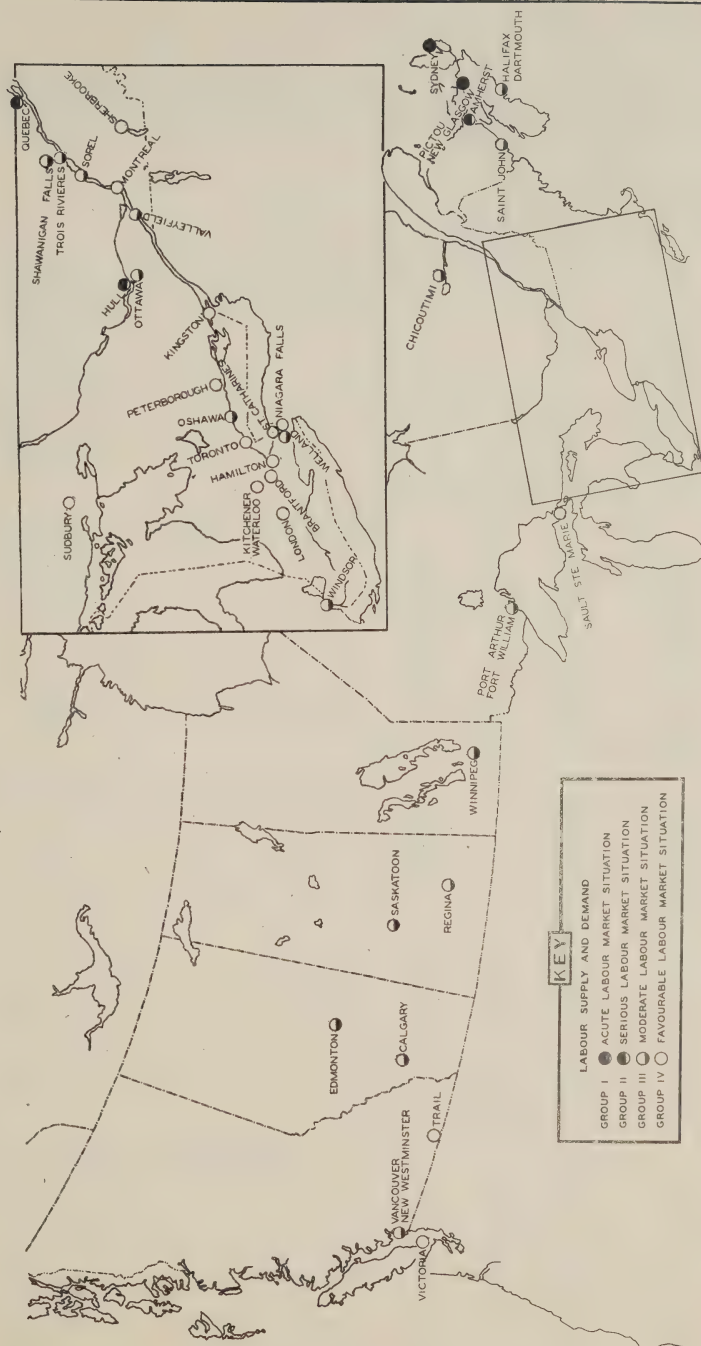 QUEBEC
SHERBROOKE
SHAWANIGAN FALLS
TROIS RIVIERES
SOREL
MONTREAL
VALLEYFIELD
HULL
OTTAWA
KINGSTON
PETERBOROUGH
OSHAWA
TORONTO
ST CATHARINES
NIAGARA FALLS
HAMILTON
WELLAND
BRANTFORD
KITCHENER
WATERLOO
LONDON
SUDBURY
WINDSOR
SYDNEY
PICTOU
NEW GLASGOW
AMHERST
HALIFAX
DARTMOUTH
SAINT JOHN
CHICOUTIMI
SAULT STE MARIE
PORT ARTHUR
FORT WILLIAM
WINNIPEG
SASKATOON
REGINA
EDMONTON
CALGARY
TRAIL
VANCOUVER
NEW WESTMINSTER
VICTORIA
KEY
LABOUR SUPPLY AND DEMAND
GROUP I ACUTE LABOUR MARKET SITUATION
GROUP II SERIOUS LABOUR MARKET SITUATION
GROUP III MODERATE LABOUR MARKET SITUATION
GROUP IV FAVOURABLE LABOUR MARKET SITUATION